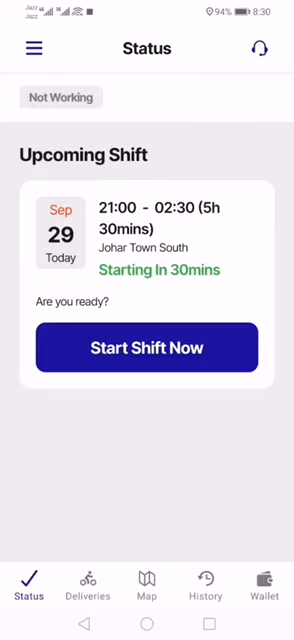 Jazz
Jazz
94% 8:30
Status
Not Working
Upcoming Shift
Sep
29
Today
21:00 - 02:30 (5h
30mins)
Johar Town South
Starting In 30mins
Are you ready?
Start Shift Now
Status Deliveries Map History Wallet